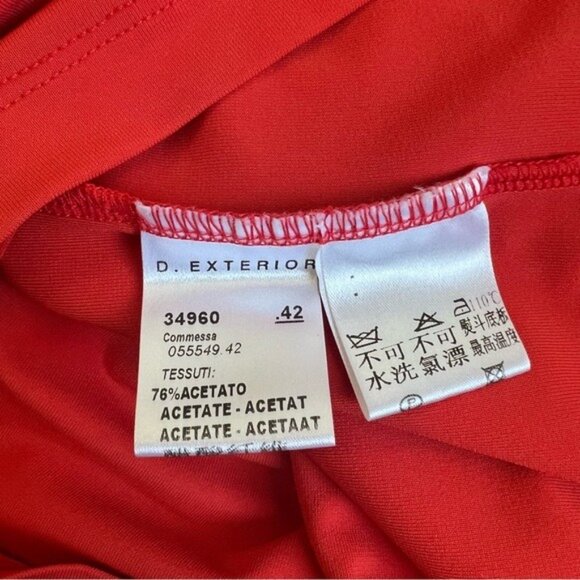 D. EXTERIOR
34960 .42
Commessa
055549.42
TESSUTI:
76%ACETATO
ACETATE - ACETAT
ACETATE - ACETAAT
110℃
不可 不可 熨斗底板
水洗 氯漂 最高溫度
P